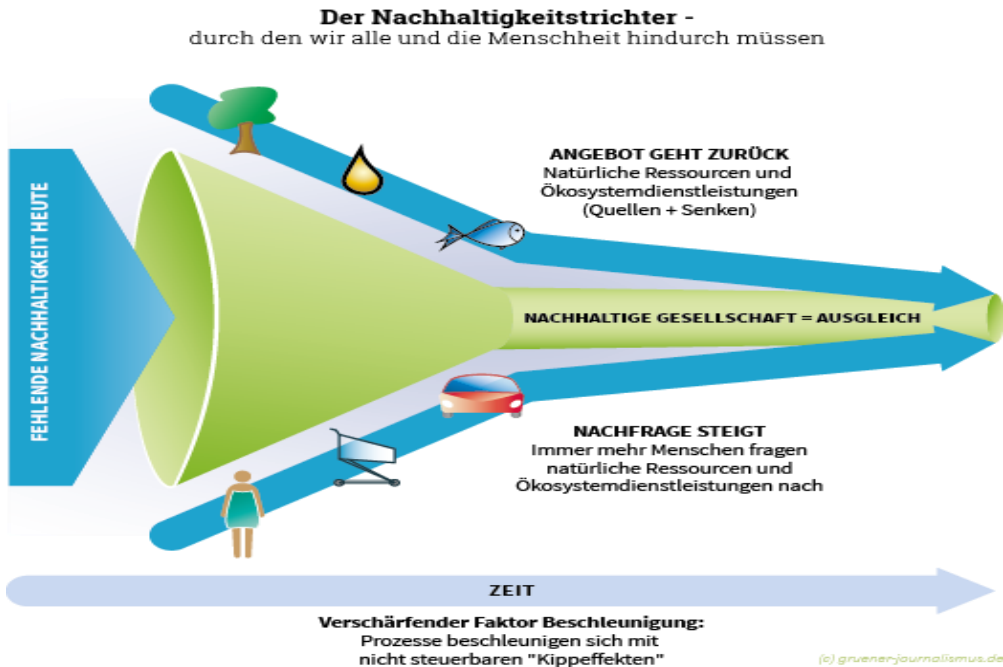 Der Nachhaltigkeitstrichter -
durch den wir alle und die Menschheit hindurch müssen
FEHLENDE NACHHALTIGKEIT HEUTE
ANGEBOT GEHT ZURÜCK
Natürliche Ressourcen und
Ökosystemdienstleistungen
(Quellen + Senken)
NACHHALTIGE GESELLSCHAFT = AUSGLEICH
NACHFRAGE STEIGT
Immer mehr Menschen fragen
natürliche Ressourcen und
Ökosystemdienstleistungen nach
ZEIT
Verschärfender Faktor Beschleunigung:
Prozesse beschleunigen sich mit
nicht steuerbaren "Kippeffekten"
(c) gruener-journalismus.de